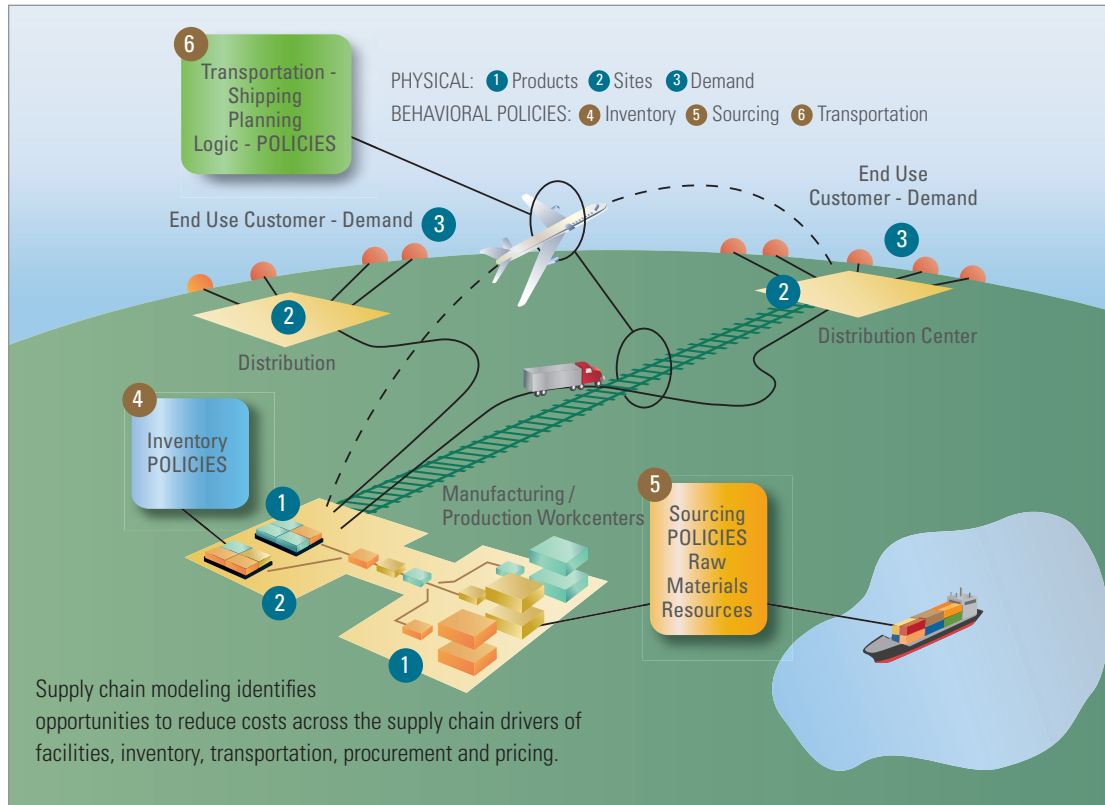 6
Transportation -
Shipping
Planning
Logic - POLICIES
PHYSICAL: 1 Products 2 Sites 3 Demand
BEHAVIORAL POLICIES: 4 Inventory 5 Sourcing 6 Transportation
End Use Customer - Demand 3
End Use
Customer - Demand
3
2
Distribution
2
Distribution Center
4
Inventory
POLICIES
1
2
Manufacturing /
Production Workcenters
1
5
Sourcing
POLICIES
Raw
Materials
Resources
Supply chain modeling identifies
opportunities to reduce costs across the supply chain drivers of
facilities, inventory, transportation, procurement and pricing.